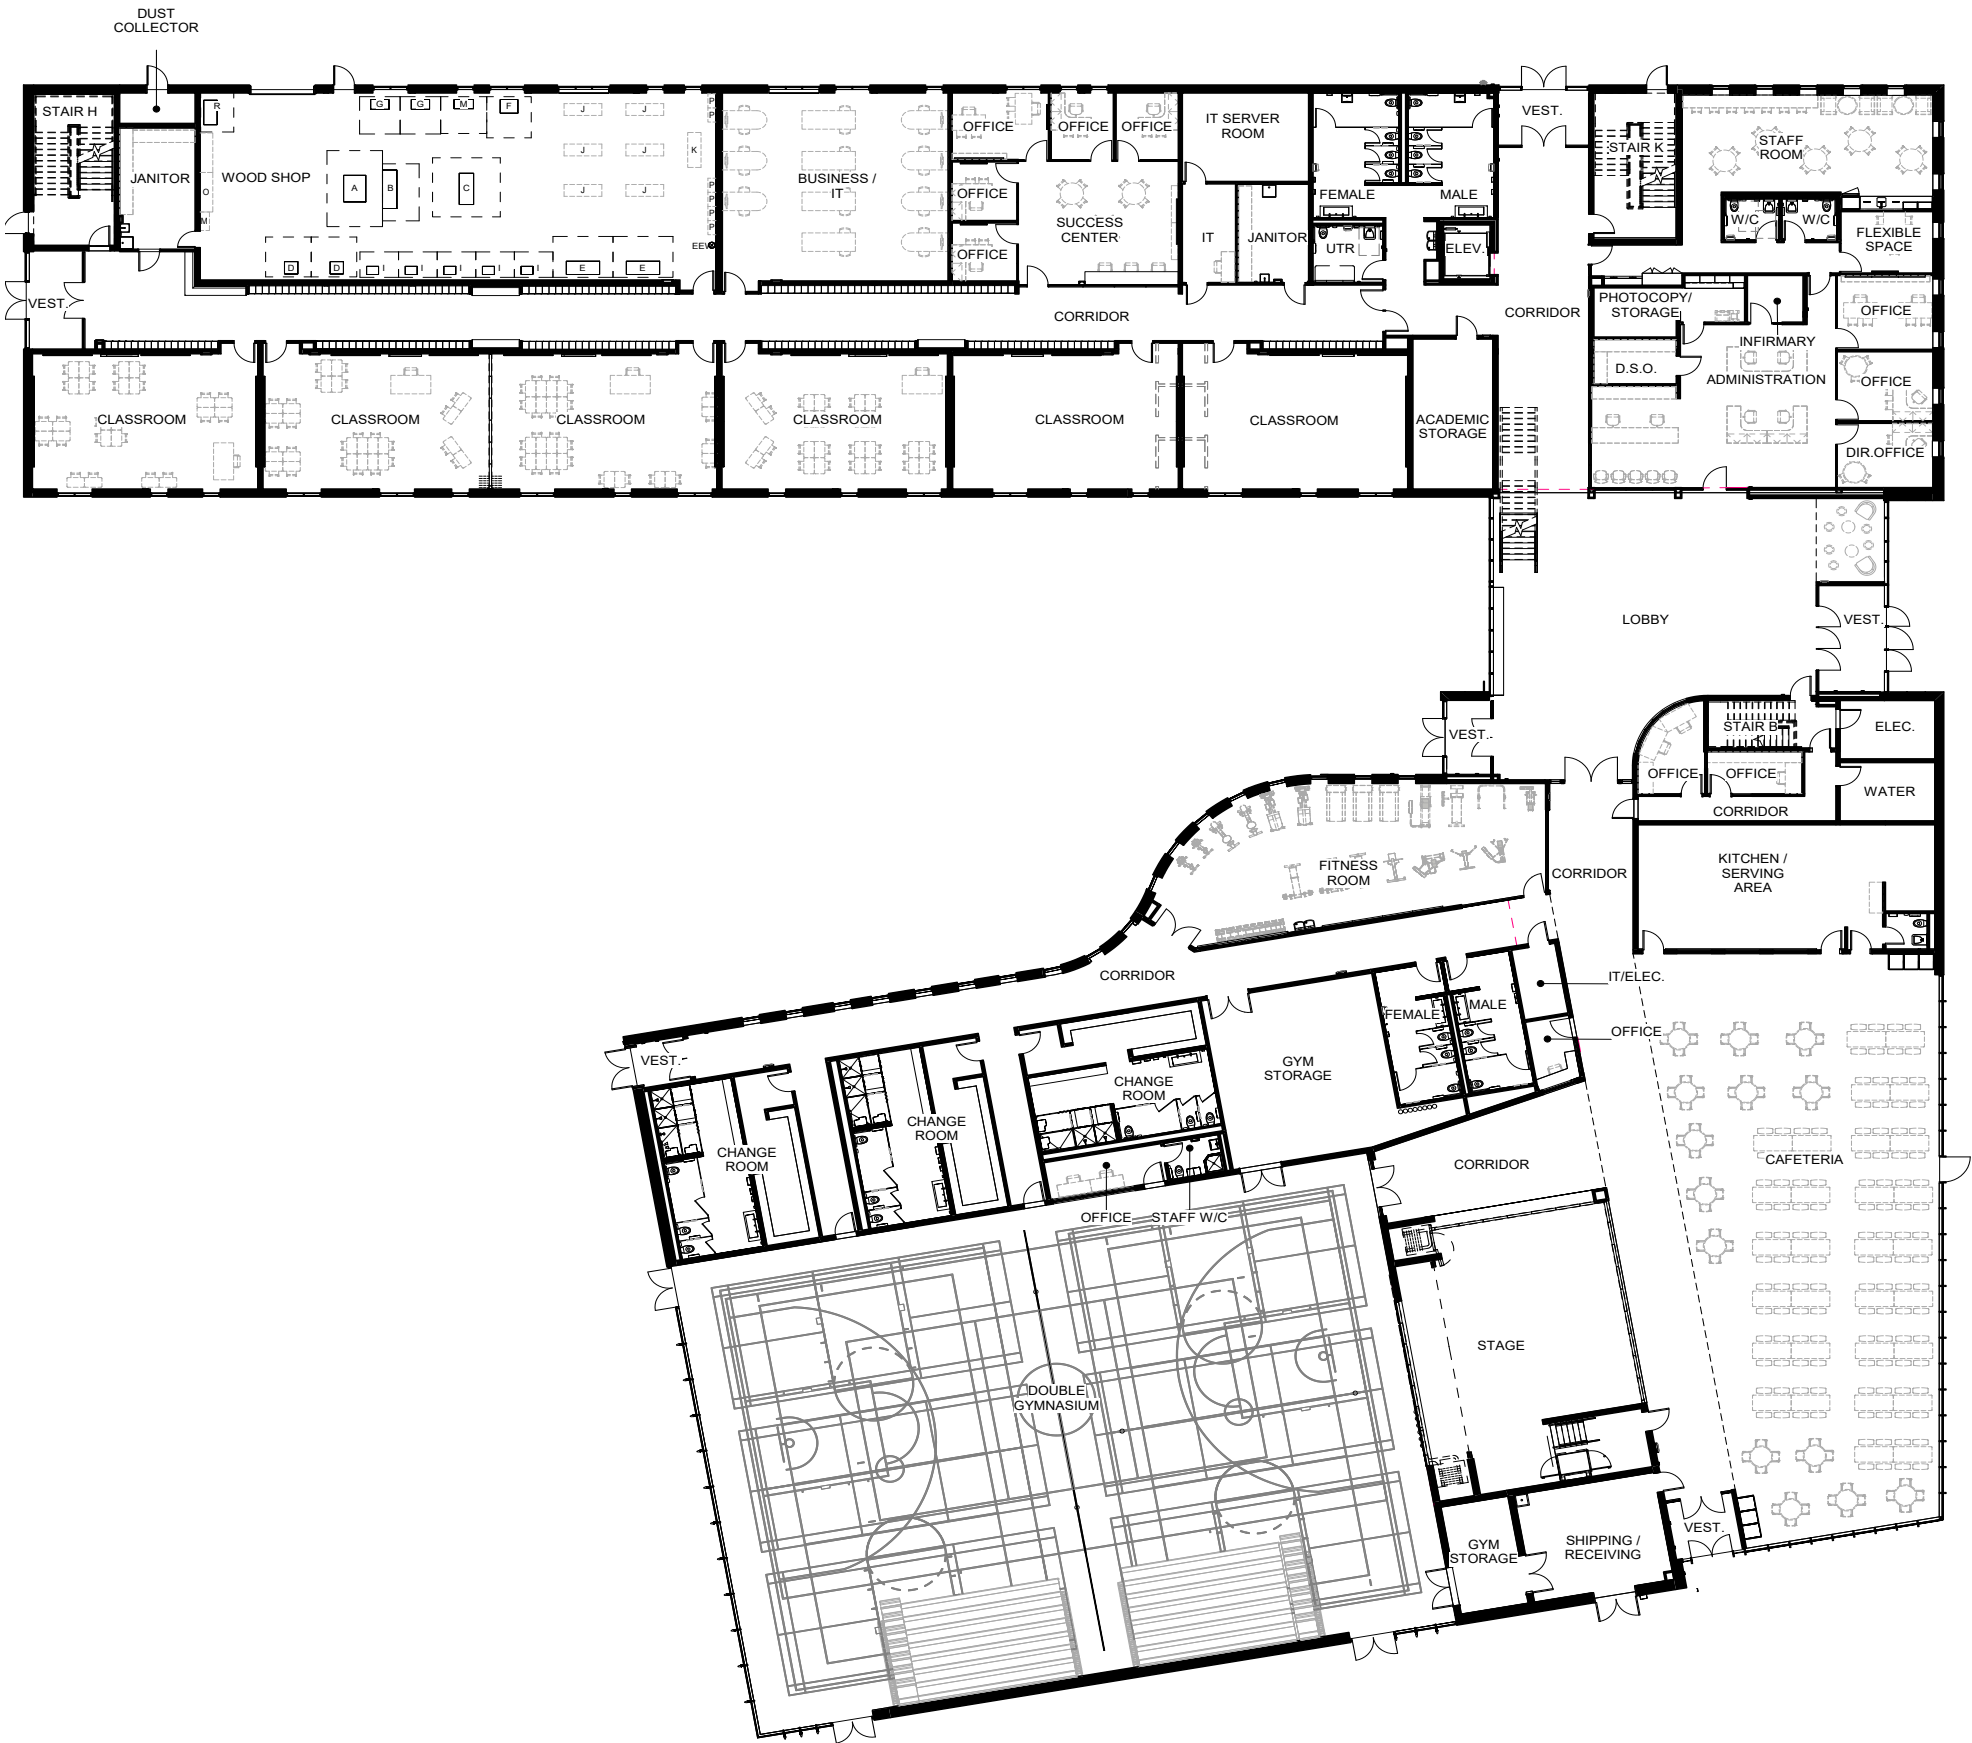 DUST
COLLECTOR
STAIR H
JANITOR
WOOD SHOP
R
G
G
M
F
J
J
J
J
J
J
P
P
K
P
P
P
P
A
B
C
O
M
D
D
E
E
EEW
BUSINESS /
IT
OFFICE
OFFICE
OFFICE
OFFICE
OFFICE
SUCCESS
CENTER
IT SERVER
ROOM
IT
JANITOR
FEMALE
MALE
UTR
ELEV.
VEST.
STAIR K
STAFF
ROOM
W/C
W/C
FLEXIBLE
SPACE
VEST.
CORRIDOR
CORRIDOR
PHOTOCOPY/
STORAGE
INFIRMARY
OFFICE
D.S.O.
ADMINISTRATION
OFFICE
DIR.OFFICE
CLASSROOM
CLASSROOM
CLASSROOM
CLASSROOM
CLASSROOM
CLASSROOM
ACADEMIC
STORAGE
LOBBY
VEST.
VEST.
STAIR B
ELEC.
OFFICE
OFFICE
WATER
CORRIDOR
FITNESS
ROOM
CORRIDOR
KITCHEN /
SERVING
AREA
CORRIDOR
IT/ELEC.
FEMALE
MALE
OFFICE
VEST.
GYM
STORAGE
CHANGE
ROOM
CHANGE
ROOM
CHANGE
ROOM
CORRIDOR
CAFETERIA
OFFICE
STAFF W/C
STAGE
DOUBLE
GYMNASIUM
VEST.
GYM
STORAGE
SHIPPING /
RECEIVING